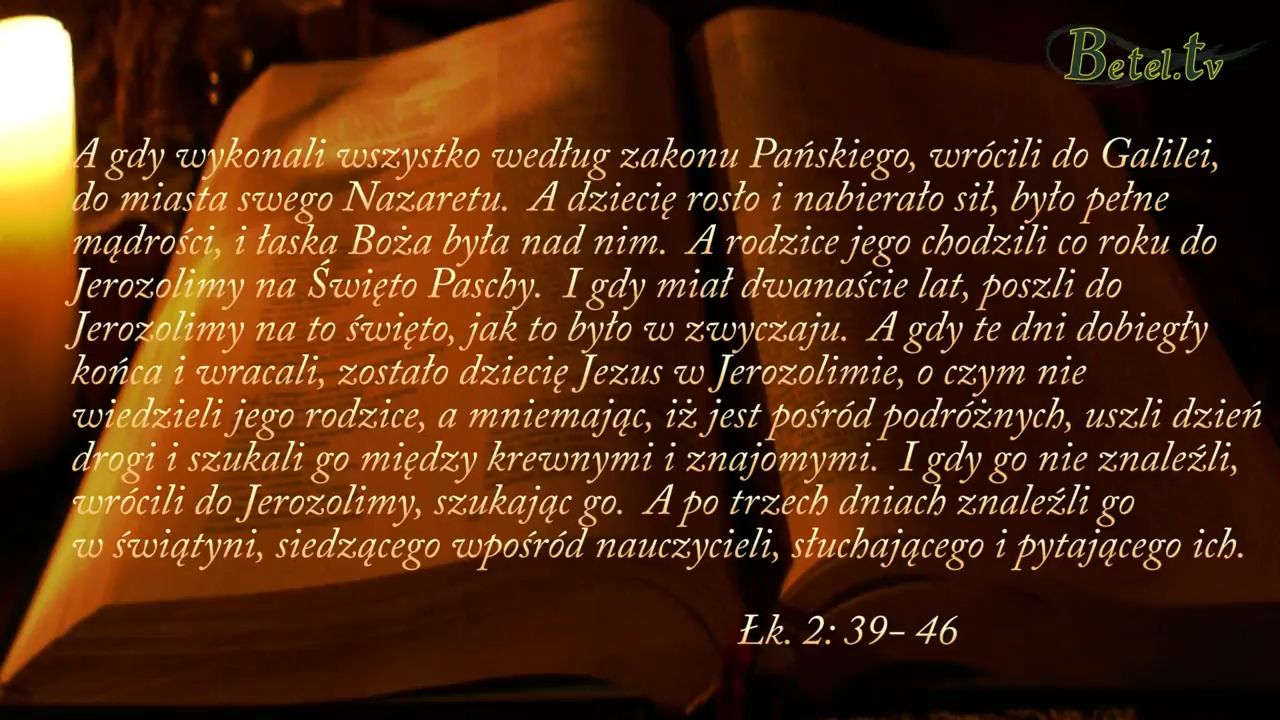 Betel.tv
A gdy wykonali wszystko według zakonu Pańskiego, wrócili do Galilei,
do miasta swego Nazaretu. A dziecię rosło i nabierało sił, było pełne
mądrości, i łaska Boża była nad nim. A rodzice jego chodzili co roku do
Jerozolimy na Święto Paschy. I gdy miał dwanaście lat, poszli do
Jerozolimy na to święto, jak to było w zwyczaju. A gdy te dni dobiegły
końca i wracali, zostało dziecię Jezus w Jerozolimie, o czym nie
wiedzieli jego rodzice, a mniemając, iż jest pośród podróżnych, uszli dzień
drogi i szukali go między krewnymi i znajomymi. I gdy go nie znaleźli,
wrócili do Jerozolimy, szukając go. A po trzech dniach znaleźli go
w świątyni, siedzącego wpośród nauczycieli, słuchającego i pytającego ich.
Łk. 2: 39– 46